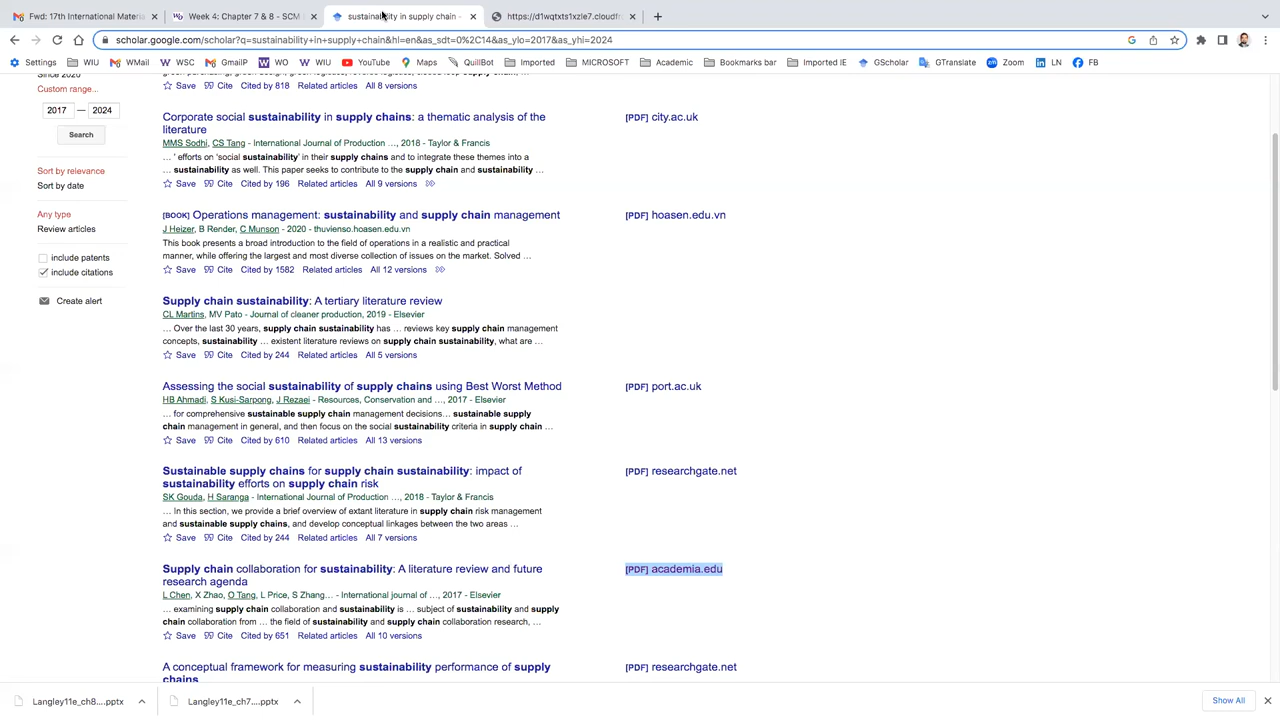 Fwd: 17th International Materia
Week 4: Chapter 7 & 8 - SCM
sustainability in supply chain -
https://d1wqtxts1xzle7.cloudfr
scholar.google.com/scholar?q=sustainability+in+supply+chain&hl=en&as_sdt=0%2C14&as_ylo=2017&as_yhi=2024
Settings WIU WMail WSC GmailP WO WIU YouTube Maps QuillBot Imported MICROSOFT Academic Bookmarks bar Imported IE GScholar GTranslate Zoom LN FB
Since 2020
Custom range...
2017 — 2024
Search
Sort by relevance
Sort by date
Any type
Review articles
include patents
include citations
Create alert
Save Cite Cited by 818 Related articles All 8 versions
Corporate social sustainability in supply chains: a thematic analysis of the
literature
[PDF] city.ac.uk
MMS Sodhi, CS Tang - International Journal of Production …, 2018 - Taylor & Francis
… ' efforts on 'social sustainability' in their supply chains and to integrate these themes into a
… sustainability as well. This paper seeks to contribute to the supply chain and sustainability …
Save Cite Cited by 196 Related articles All 9 versions
[BOOK] Operations management: sustainability and supply chain management
[PDF] hoasen.edu.vn
J Heizer, B Render, C Munson - 2020 - thuvienso.hoasen.edu.vn
This book presents a broad introduction to the field of operations in a realistic and practical
manner, while offering the largest and most diverse collection of issues on the market. Solved …
Save Cite Cited by 1582 Related articles All 12 versions
Supply chain sustainability: A tertiary literature review
CL Martins, MV Pato - Journal of cleaner production, 2019 - Elsevier
… Over the last 30 years, supply chain sustainability has … reviews key supply chain management
concepts, sustainability … existent literature reviews on supply chain sustainability, what are …
Save Cite Cited by 244 Related articles All 5 versions
Assessing the social sustainability of supply chains using Best Worst Method
[PDF] port.ac.uk
HB Ahmadi, S Kusi-Sarpong, J Rezaei - Resources, Conservation and …, 2017 - Elsevier
… for comprehensive sustainable supply chain management decisions… sustainable supply
chain management in general, and then focus on the social sustainability criteria in supply chain …
Save Cite Cited by 610 Related articles All 13 versions
Sustainable supply chains for supply chain sustainability: impact of
sustainability efforts on supply chain risk
[PDF] researchgate.net
SK Gouda, H Saranga - International Journal of Production …, 2018 - Taylor & Francis
… In this section, we provide a brief overview of extant literature in supply chain risk management
and sustainable supply chains, and develop conceptual linkages between the two areas …
Save Cite Cited by 244 Related articles All 7 versions
Supply chain collaboration for sustainability: A literature review and future
research agenda
[PDF] academia.edu
L Chen, X Zhao, O Tang, L Price, S Zhang… - International journal of …, 2017 - Elsevier
… examining supply chain collaboration and sustainability is … subject of sustainability and supply
chain collaboration from … the field of sustainability and supply chain collaboration research, …
Save Cite Cited by 651 Related articles All 10 versions
A conceptual framework for measuring sustainability performance of supply
chains
[PDF] researchgate.net
Langley11e_ch8....pptx
Langley11e_ch7....pptx
Show All